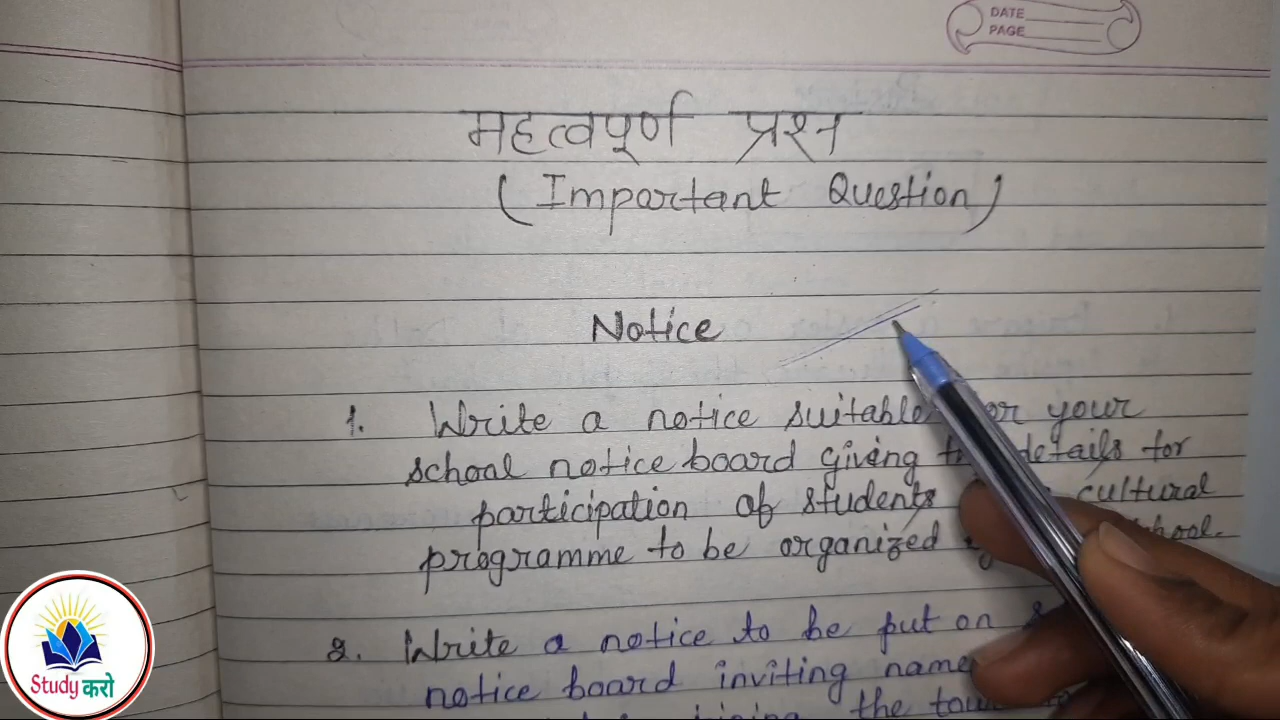 DATE
PAGE
महत्वपूर्ण प्रश्न
(Important Question)
Notice
1. Write a notice suitable your
school notice board giving details for
participation of students cultural
programme to be organized
2. Write a notice to be put on
notice board inviting
the
Study करो